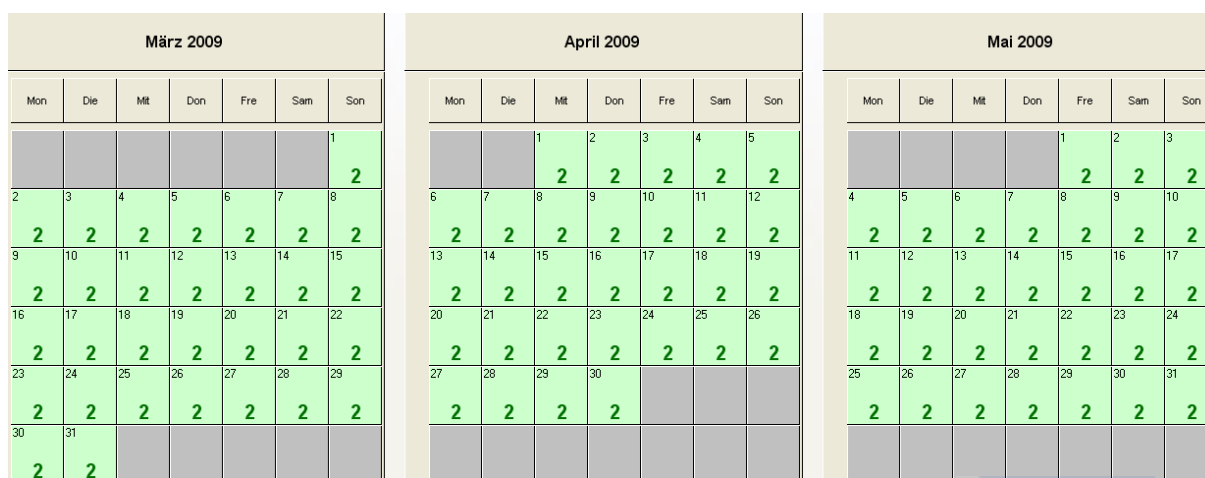 März 2009 April 2009 Mai 2009
Mon Die Mit Don Fre Sam Son Mon Die Mit Don Fre Sam Son Mon Die Mit Don Fre Sam Son
1 1 2 3 4 5 1 2 3
2 2 2 2 2 2 2 2 2
2 3 4 5 6 7 8 6 7 8 9 10 11 12 4 5 6 7 8 9 10
2 2 2 2 2 2 2 2 2 2 2 2 2 2 2 2 2 2 2 2 2
9 10 11 12 13 14 15 13 14 15 16 17 18 19 11 12 13 14 15 16 17
2 2 2 2 2 2 2 2 2 2 2 2 2 2 2 2 2 2 2 2 2
16 17 18 19 20 21 22 20 21 22 23 24 25 26 18 19 20 21 22 23 24
2 2 2 2 2 2 2 2 2 2 2 2 2 2 2 2 2 2 2 2 2
23 24 25 26 27 28 29 27 28 29 30 25 26 27 28 29 30 31
2 2 2 2 2 2 2 2 2 2 2 2 2 2 2 2 2 2
30 31
2 2